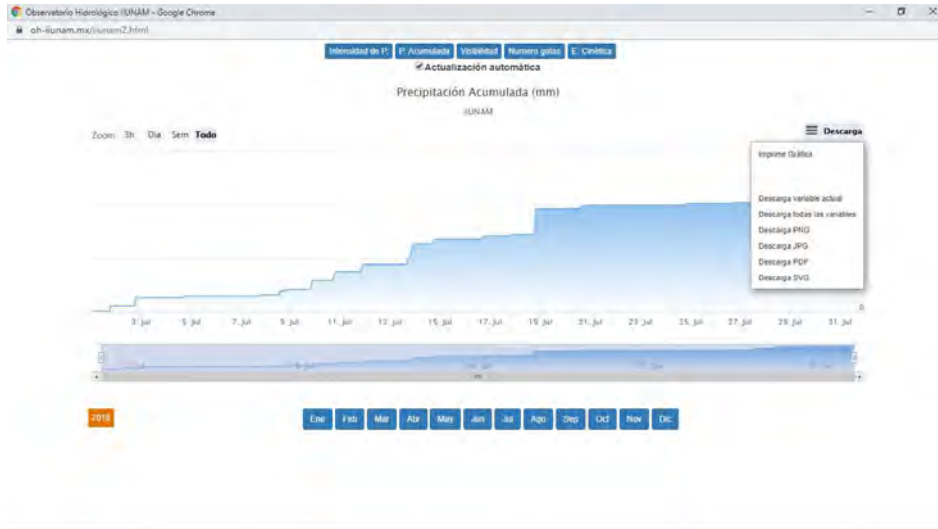 Observatorio Hidrológico IIUNAM - Google Chrome
oh-iiunam.mx/iiunam2.html
Intensidad de P. P. Acumulada Visibilidad Numero gotas E. Cinética
Actualización automática
Precipitación Acumulada (mm)
IIUNAM
Zoom 3h Dia Sem Todo
Descarga
Imprime Gráfica
Descarga variable actual
Descarga todas las variables
Descarga PNG
Descarga JPG
Descarga PDF
Descarga SVG
0
3. Jul 5. Jul 7. Jul 9. Jul 11. Jul 13. Jul 15. Jul 17. Jul 19. Jul 21. Jul 23. Jul 25. Jul 27. Jul 29. Jul 31. Jul
Ene Feb Mar Abr May Jun Jul Ago Sep Oct Nov Dic